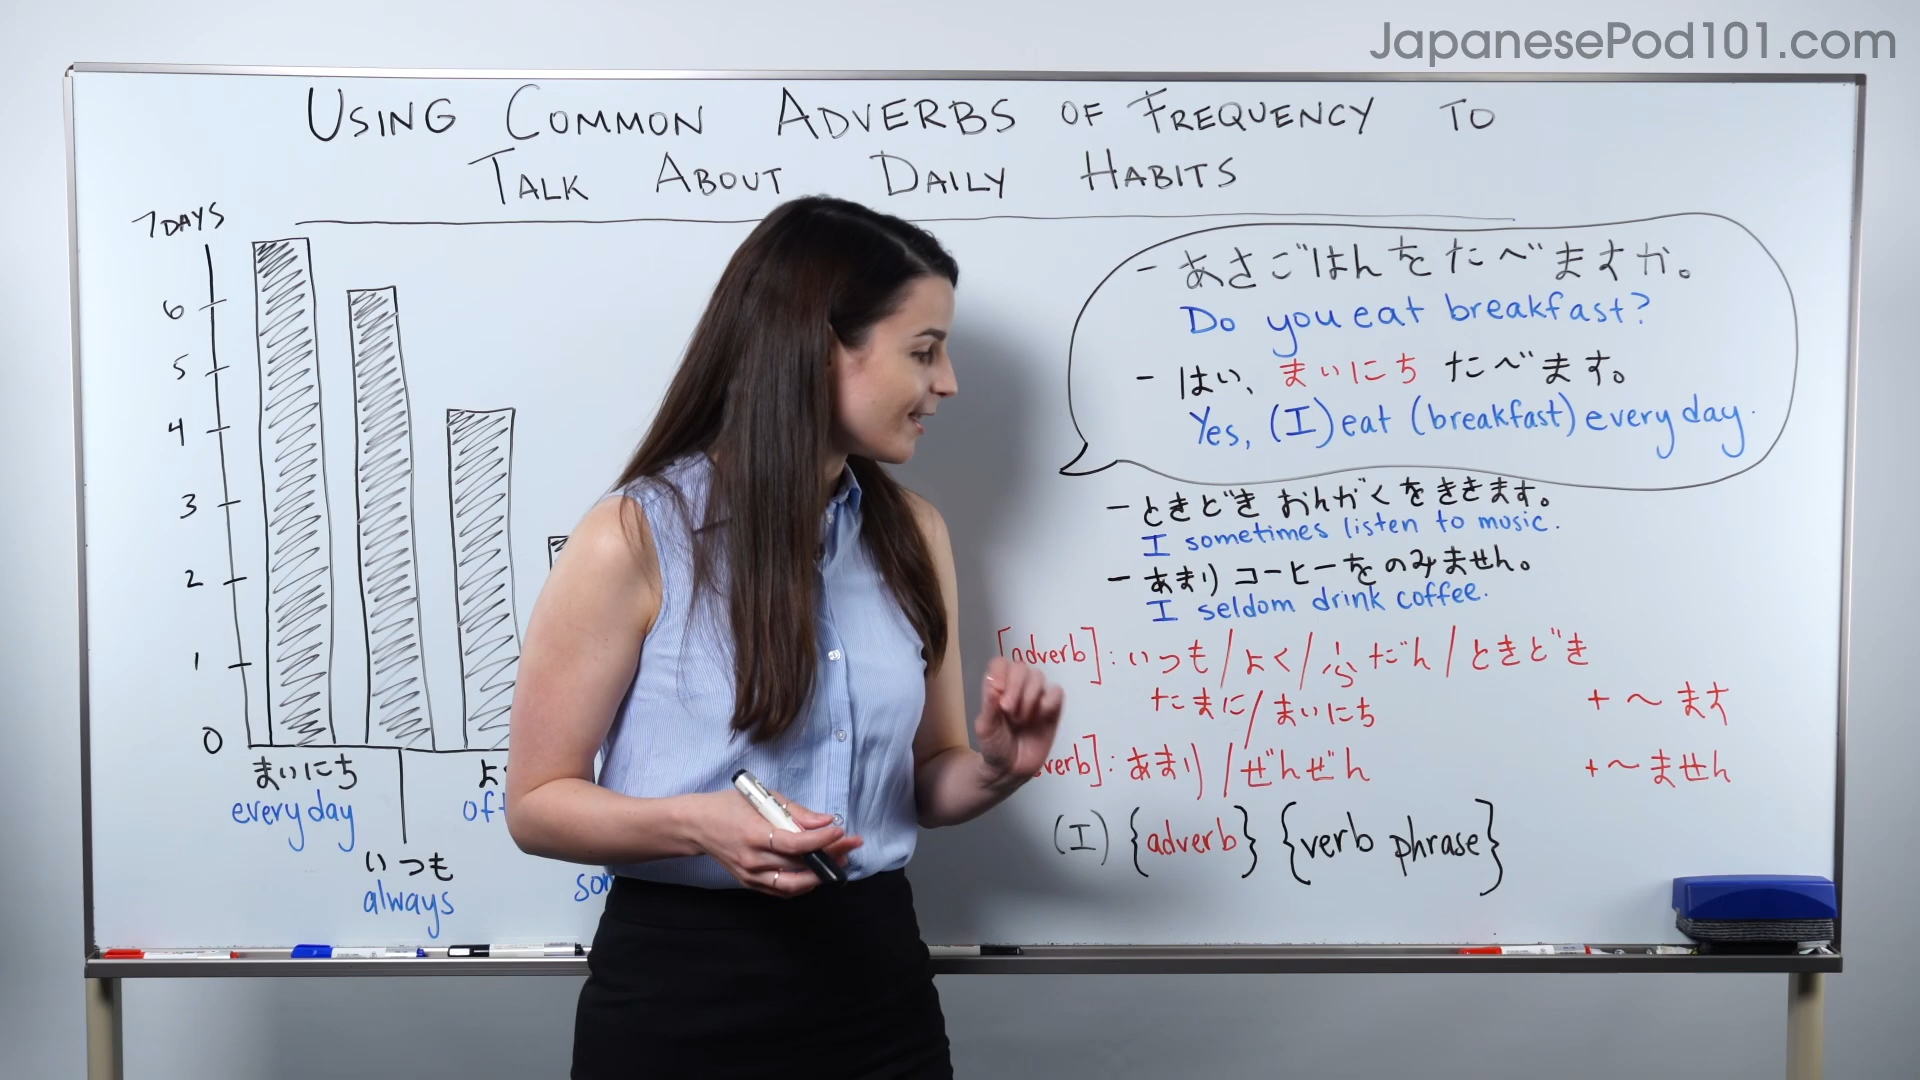 JapanesePod101.com
USING COMMON ADVERBS OF FREQUENCY TO
TALK ABOUT DAILY HABITS
7 DAYS
6
5
4
3
2
1
0
まいにち
everyday
いつも
always
よ
- あさごはんをたべますか。
Do you eat breakfast?
- はい、まいにち たべます。
Yes, (I) eat (breakfast) everyday.
- ときどき おんがくをききます。
I sometimes listen to music.
- あまり コーヒーをのみません。
I seldom drink coffee.
[adverb]: いつも / よく / ふだん / ときどき
たまに / まいにち + ～ます
verb]: あまり / ぜんぜん + ～ません
(I) {adverb} {verb phrase}